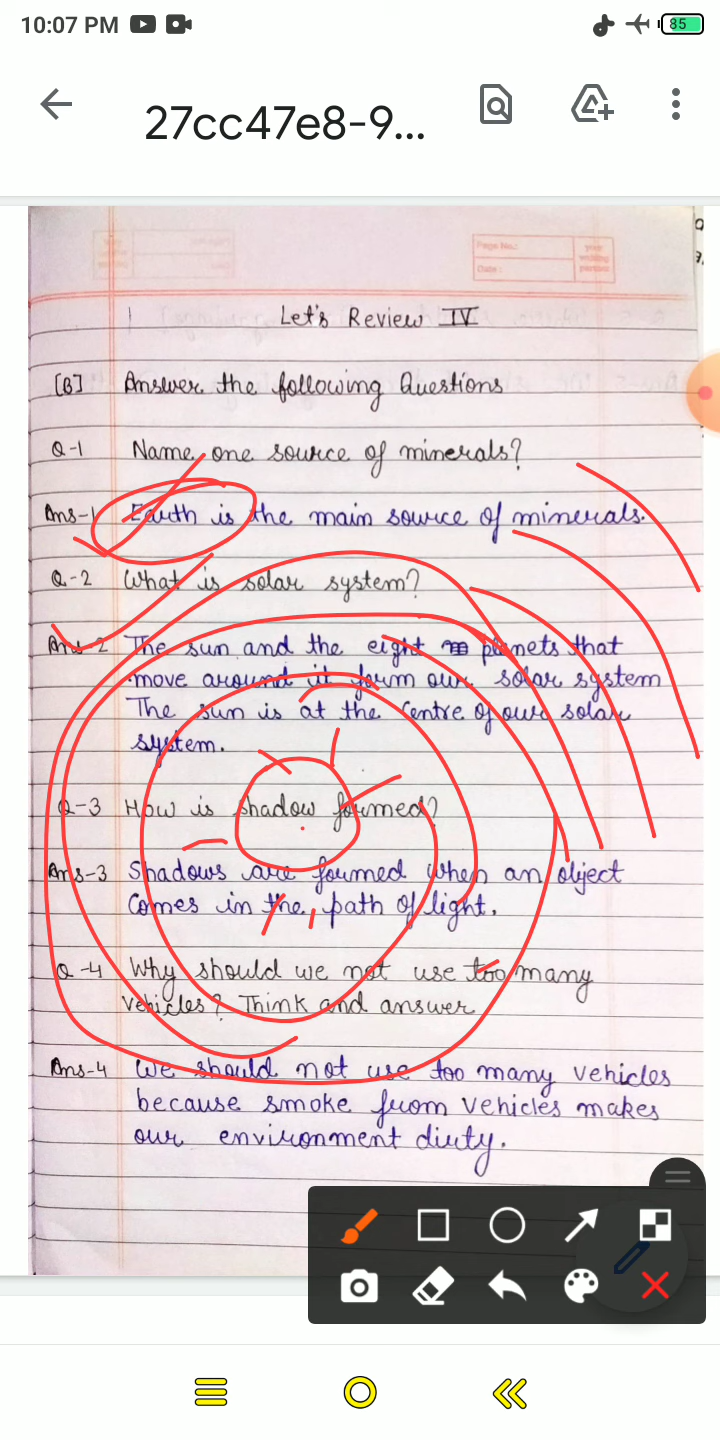 10:07 PM
85
27cc47e8-9...
Page No.:
Date:
Let's Review IV
[B] Answer the following Questions
Q-1 Name one source of minerals?
Ans-1 Earth is the main source of minerals.
Q-2 What is solar system?
Ans-2 The sun and the eight planets that
move around it form our solar system
The sun is at the centre of our solar
system.
Q-3 How is shadow formed?
Ans-3 Shadows are formed when an object
comes in the path of light.
Q-4 Why should we not use too many
vehicles? Think and answer
Ans-4 We should not use too many vehicles
because smoke from vehicles makes
our environment dirty.